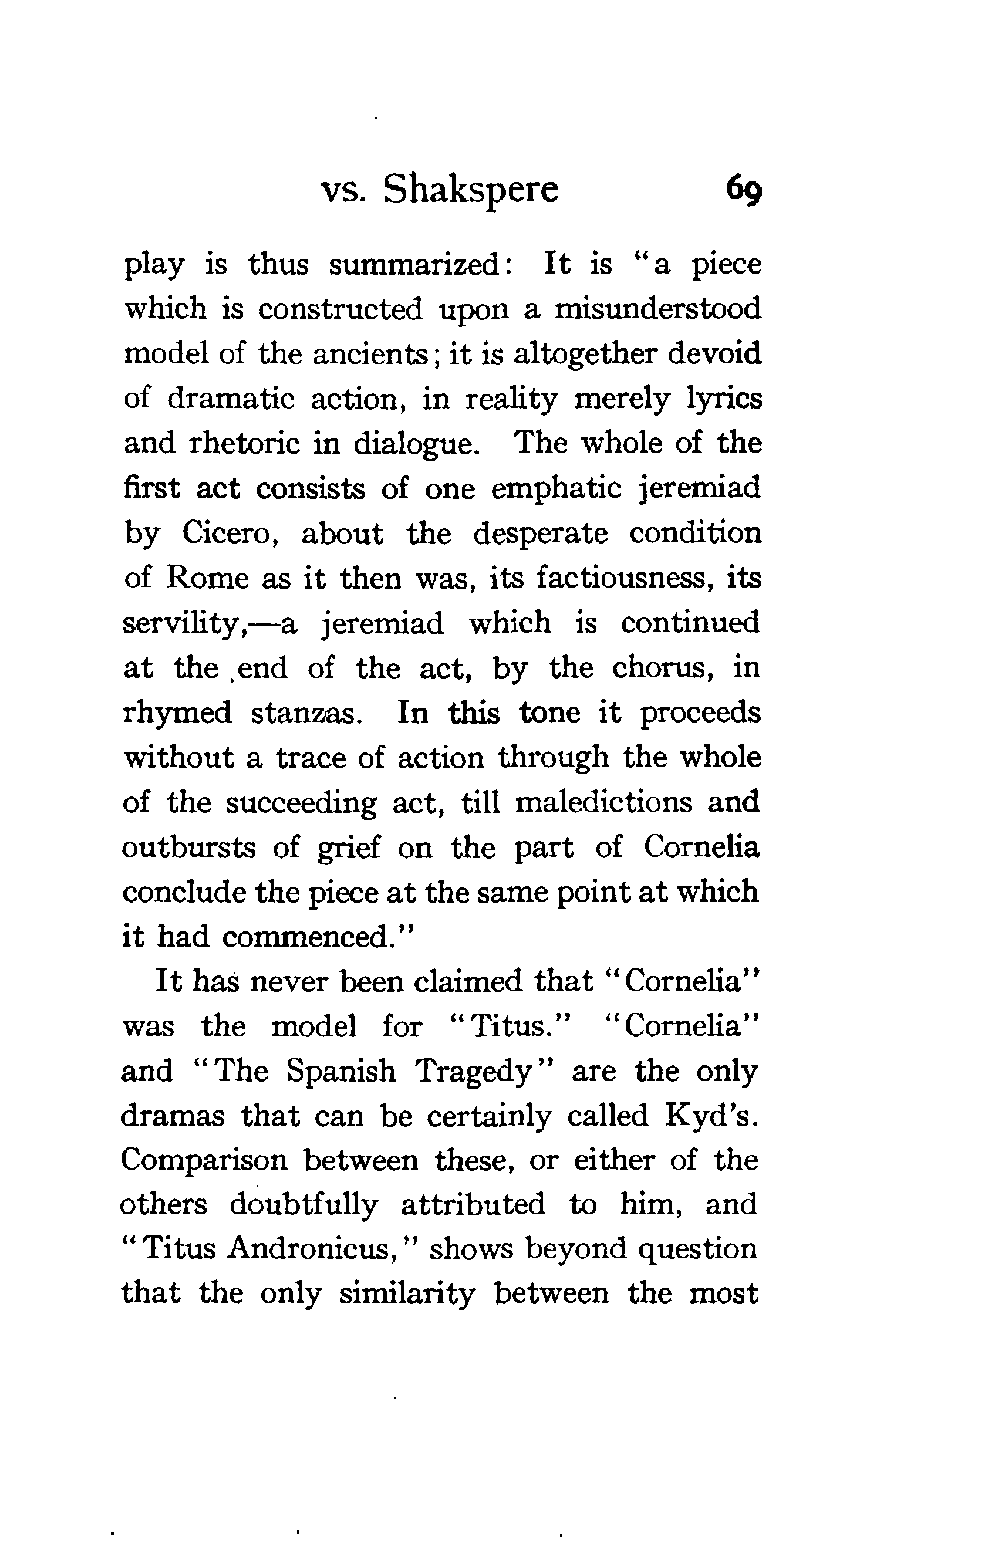 vs. Shakspere 69
play is thus summarized: It is “a piece
which is constructed upon a misunderstood
model of the ancients; it is altogether devoid
of dramatic action, in reality merely lyrics
and rhetoric in dialogue. The whole of the
first act consists of one emphatic jeremiad
by Cicero, about the desperate condition
of Rome as it then was, its factiousness, its
servility,—a jeremiad which is continued
at the end of the act, by the chorus, in
rhymed stanzas. In this tone it proceeds
without a trace of action through the whole
of the succeeding act, till maledictions and
outbursts of grief on the part of Cornelia
conclude the piece at the same point at which
it had commenced.”
It has never been claimed that “Cornelia”
was the model for “Titus.” “Cornelia”
and “The Spanish Tragedy” are the only
dramas that can be certainly called Kyd’s.
Comparison between these, or either of the
others doubtfully attributed to him, and
“Titus Andronicus,” shows beyond question
that the only similarity between the most